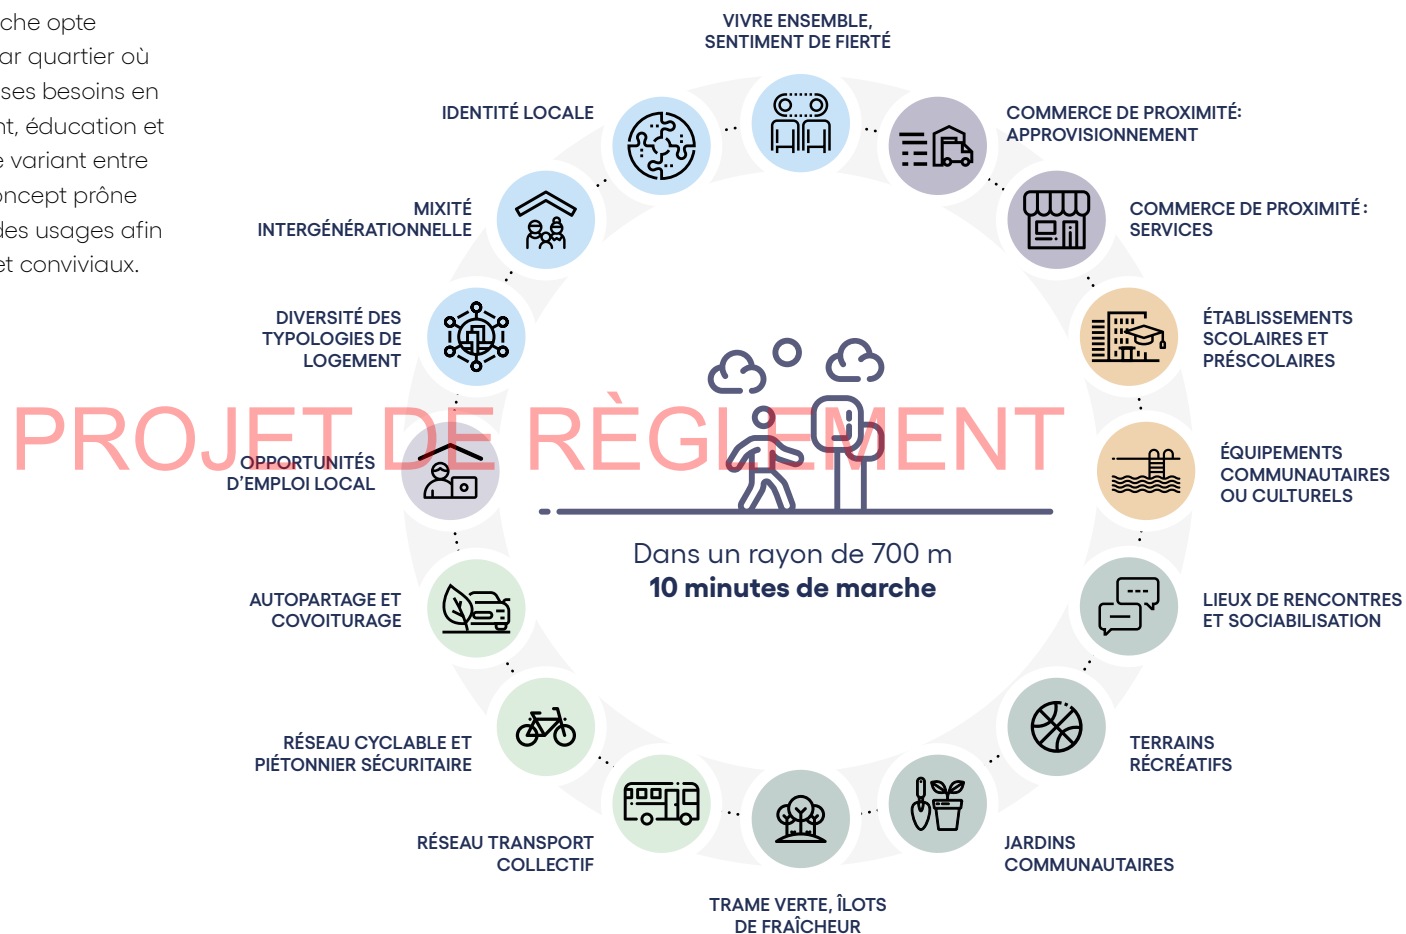 che opte
ar quartier où
ses besoins en
nt, éducation et
e variant entre
oncept prône
des usages afin
et conviviaux.
VIVRE ENSEMBLE,
SENTIMENT DE FIERTÉ
COMMERCE DE PROXIMITÉ:
APPROVISIONNEMENT
COMMERCE DE PROXIMITÉ :
SERVICES
ÉTABLISSEMENTS
SCOLAIRES ET
PRÉSCOLAIRES
ÉQUIPEMENTS
COMMUNAUTAIRES
OU CULTURELS
LIEUX DE RENCONTRES
ET SOCIABILISATION
TERRAINS
RÉCRÉATIFS
JARDINS
COMMUNAUTAIRES
TRAME VERTE, ÎLOTS
DE FRAÎCHEUR
RÉSEAU TRANSPORT
COLLECTIF
RÉSEAU CYCLABLE ET
PIÉTONNIER SÉCURITAIRE
AUTOPARTAGE ET
COVOITURAGE
OPPORTUNITÉS
D'EMPLOI LOCAL
DIVERSITÉ DES
TYPOLOGIES DE
LOGEMENT
MIXITÉ
INTERGÉNÉRATIONNELLE
IDENTITÉ LOCALE
Dans un rayon de 700 m
10 minutes de marche
PROJET DE RÈGLEMENT